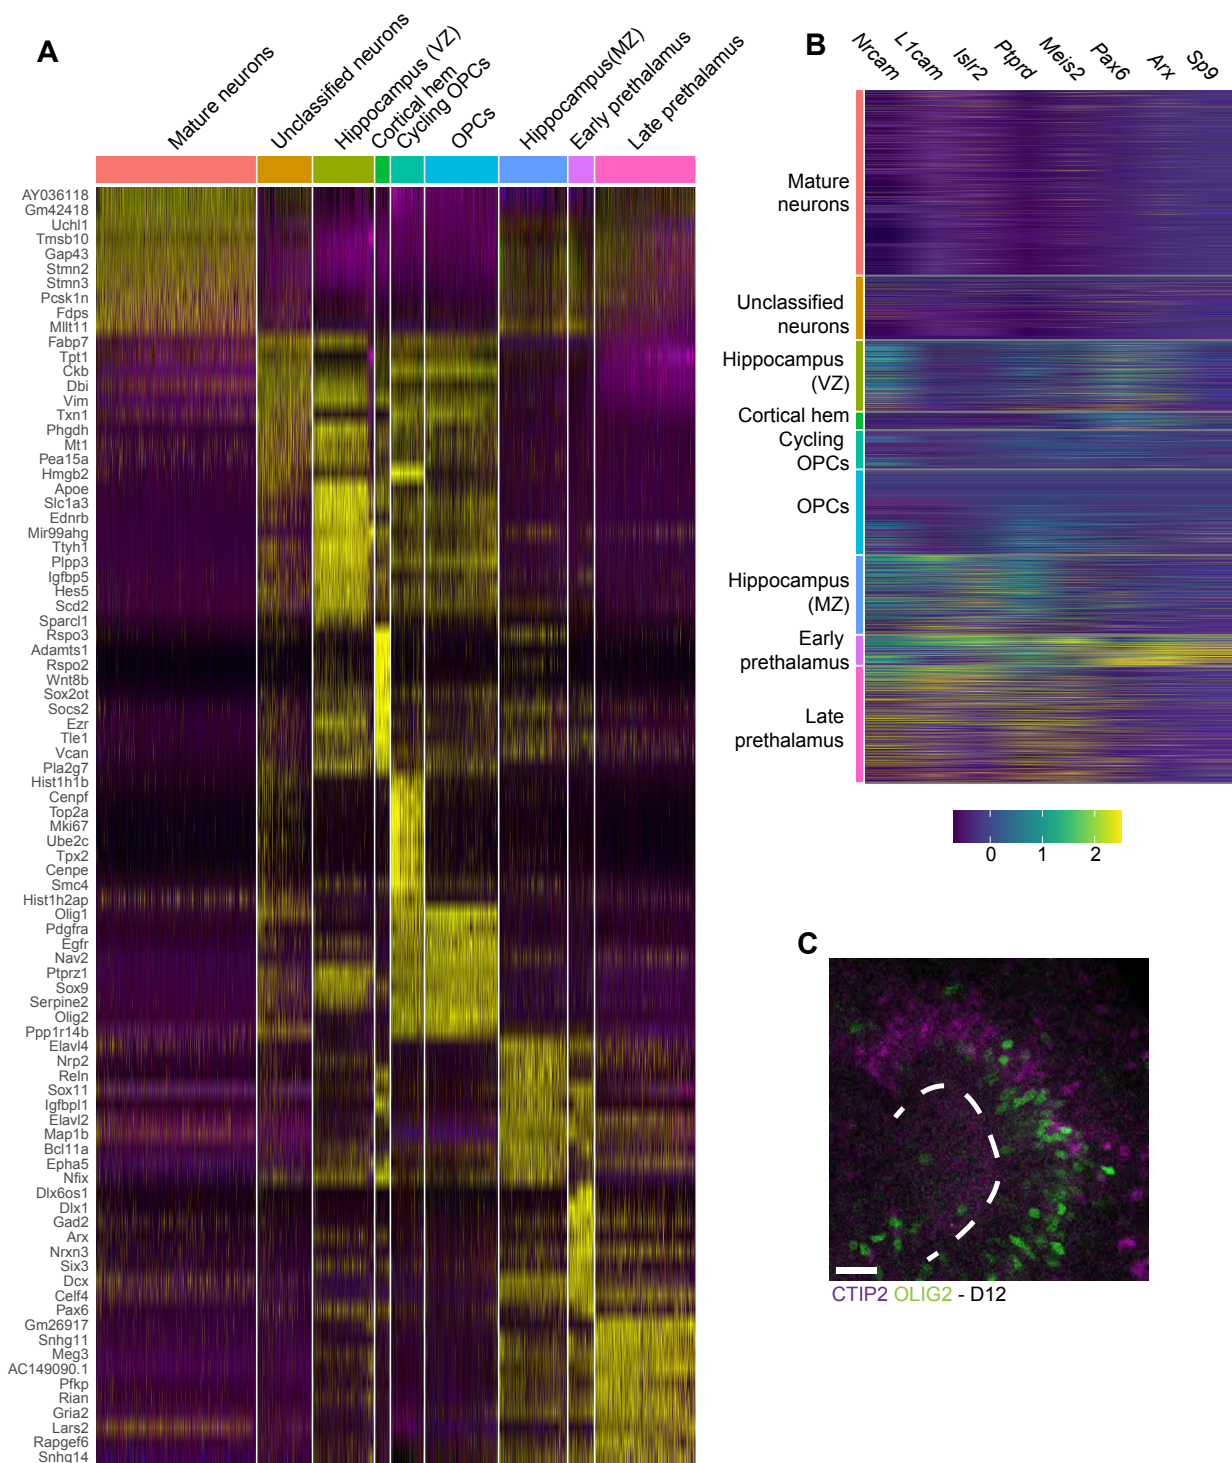 A
Mature neurons
Unclassified neurons
Hippocampus (VZ)
Cortical hem
Cycling OPCs
OPCs
Hippocampus(MZ)
Early prethalamus
Late prethalamus
AY036118
Gm42418
Uchl1
Tmsb10
Gap43
Stmn2
Stmn3
Pcsk1n
Fdps
Mllt11
Fabp7
Tpt1
Ckb
Dbi
Vim
Txn1
Phgdh
Mt1
Pea15a
Hmgb2
Apoe
Slc1a3
Ednrb
Mir99ahg
Ttyh1
Plpp3
Igfbp5
Hes5
Scd2
Sparcl1
Rspo3
Adamts1
Rspo2
Wnt8b
Sox2ot
Socs2
Ezr
Tle1
Vcan
Pla2g7
Hist1h1b
Cenpf
Top2a
Mki67
Ube2c
Tpx2
Cenpe
Smc4
Hist1h2ap
Olig1
Pdgfra
Egfr
Nav2
Ptprz1
Sox9
Serpine2
Olig2
Ppp1r14b
Elavl4
Nrp2
Reln
Sox11
Igfbpl1
Elavl2
Map1b
Bcl11a
Epha5
Nfix
Dlx6os1
Dlx1
Gad2
Arx
Nrxn3
Six3
Dcx
Celf4
Pax6
Gm26917
Snhg11
Meg3
AC149090.1
Pfkp
Rian
Gria2
Lars2
Rapgef6
Snhg14
B
Nrcam
L1cam
Islr2
Ptprd
Meis2
Pax6
Arx
Sp9
Mature
neurons
Unclassified
neurons
Hippocampus
(VZ)
Cortical hem
Cycling
OPCs
OPCs
Hippocampus
(MZ)
Early
prethalamus
Late
prethalamus
0 1 2
C
CTIP2 OLIG2 - D12